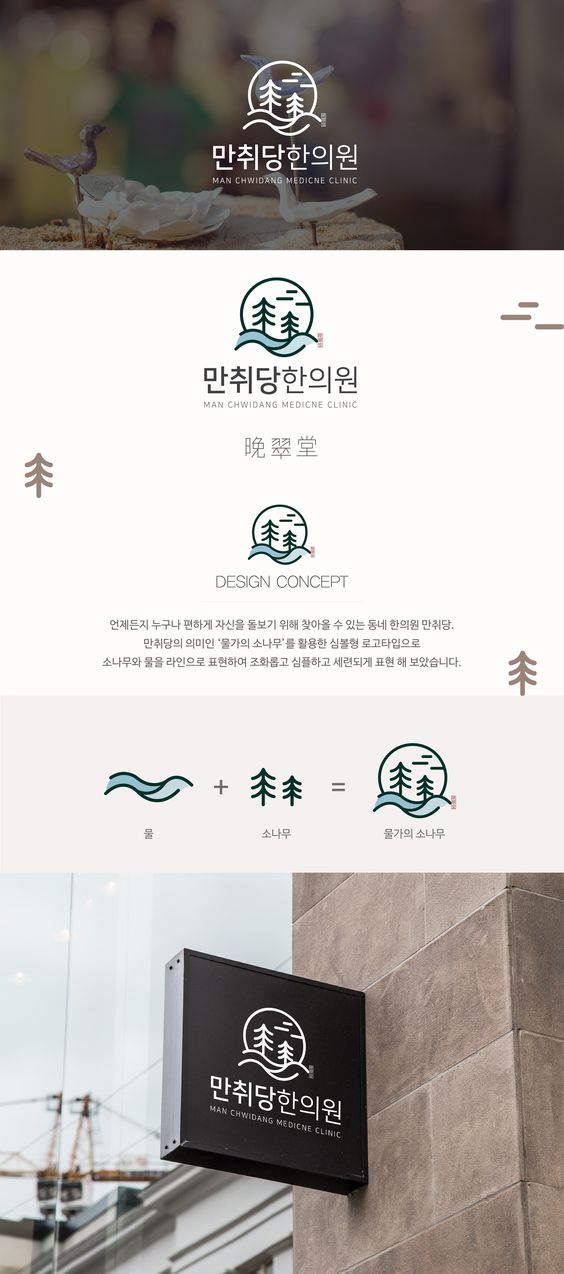 만취당한의원
MAN CHWIDANG MEDICNE CLINIC
만취당한의원
MAN CHWIDANG MEDICNE CLINIC
晩翠堂
DESIGN CONCEPT
언제든지 누구나 편하게 자신을 돌보기 위해 찾아올 수 있는 동네 한의원 만취당.
만취당의 의미인 '물가의 소나무'를 활용한 심볼형 로고타입으로
소나무와 물을 라인으로 표현하여 조화롭고 심플하고 세련되게 표현 해 보았습니다.
+ =
물 소나무 물가의 소나무
만취당한의원
MAN CHWIDANG MEDICNE CLINIC